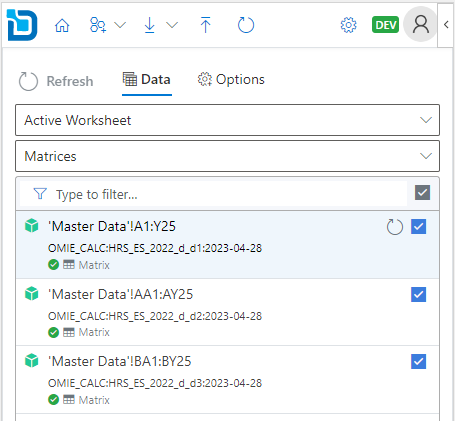 DEV
Refresh
Data
Options
Active Worksheet
Matrices
Type to filter...
'Master Data'!A1:Y25
OMIE_CALC:HRS_ES_2022_d_d1:2023-04-28
Matrix
'Master Data'!AA1:AY25
OMIE_CALC:HRS_ES_2022_d_d2:2023-04-28
Matrix
'Master Data'!BA1:BY25
OMIE_CALC:HRS_ES_2022_d_d3:2023-04-28
Matrix